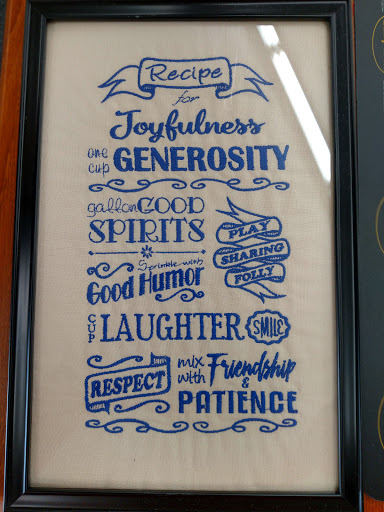 Recipe
for
Joyfulness
one cup GENEROSITY
gallon GOOD
SPIRITS
PLAY
SHARING
FOLLY
Sprinkle with
Good Humor
CUP LAUGHTER SMILE
RESPECT
mix with Friendship
& PATIENCE